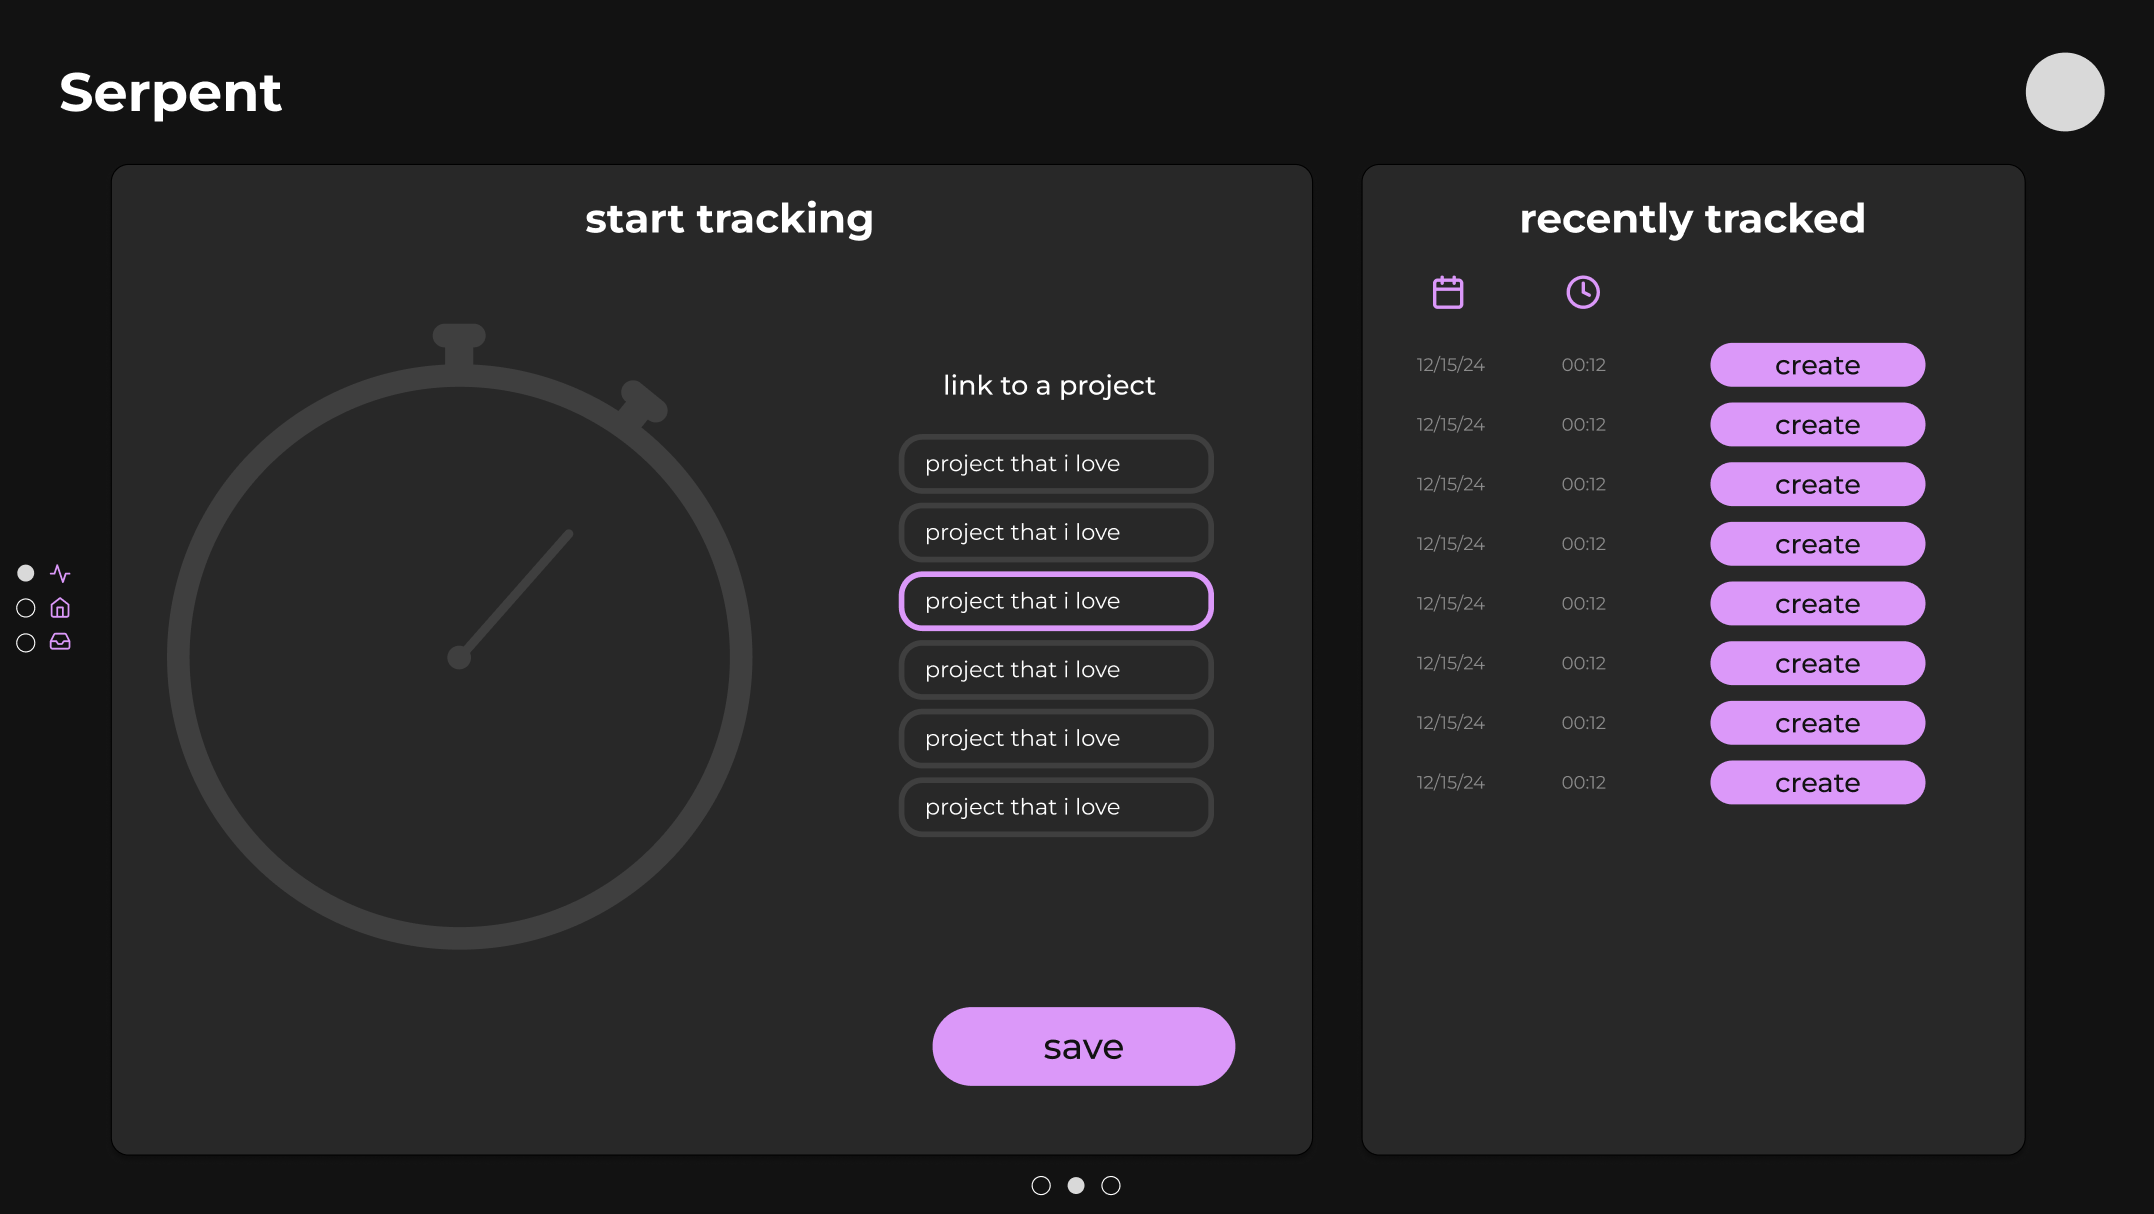 Serpent
start tracking
link to a project
project that i love
project that i love
project that i love
project that i love
project that i love
project that i love
save
recently tracked
12/15/24 00:12 create
12/15/24 00:12 create
12/15/24 00:12 create
12/15/24 00:12 create
12/15/24 00:12 create
12/15/24 00:12 create
12/15/24 00:12 create
12/15/24 00:12 create